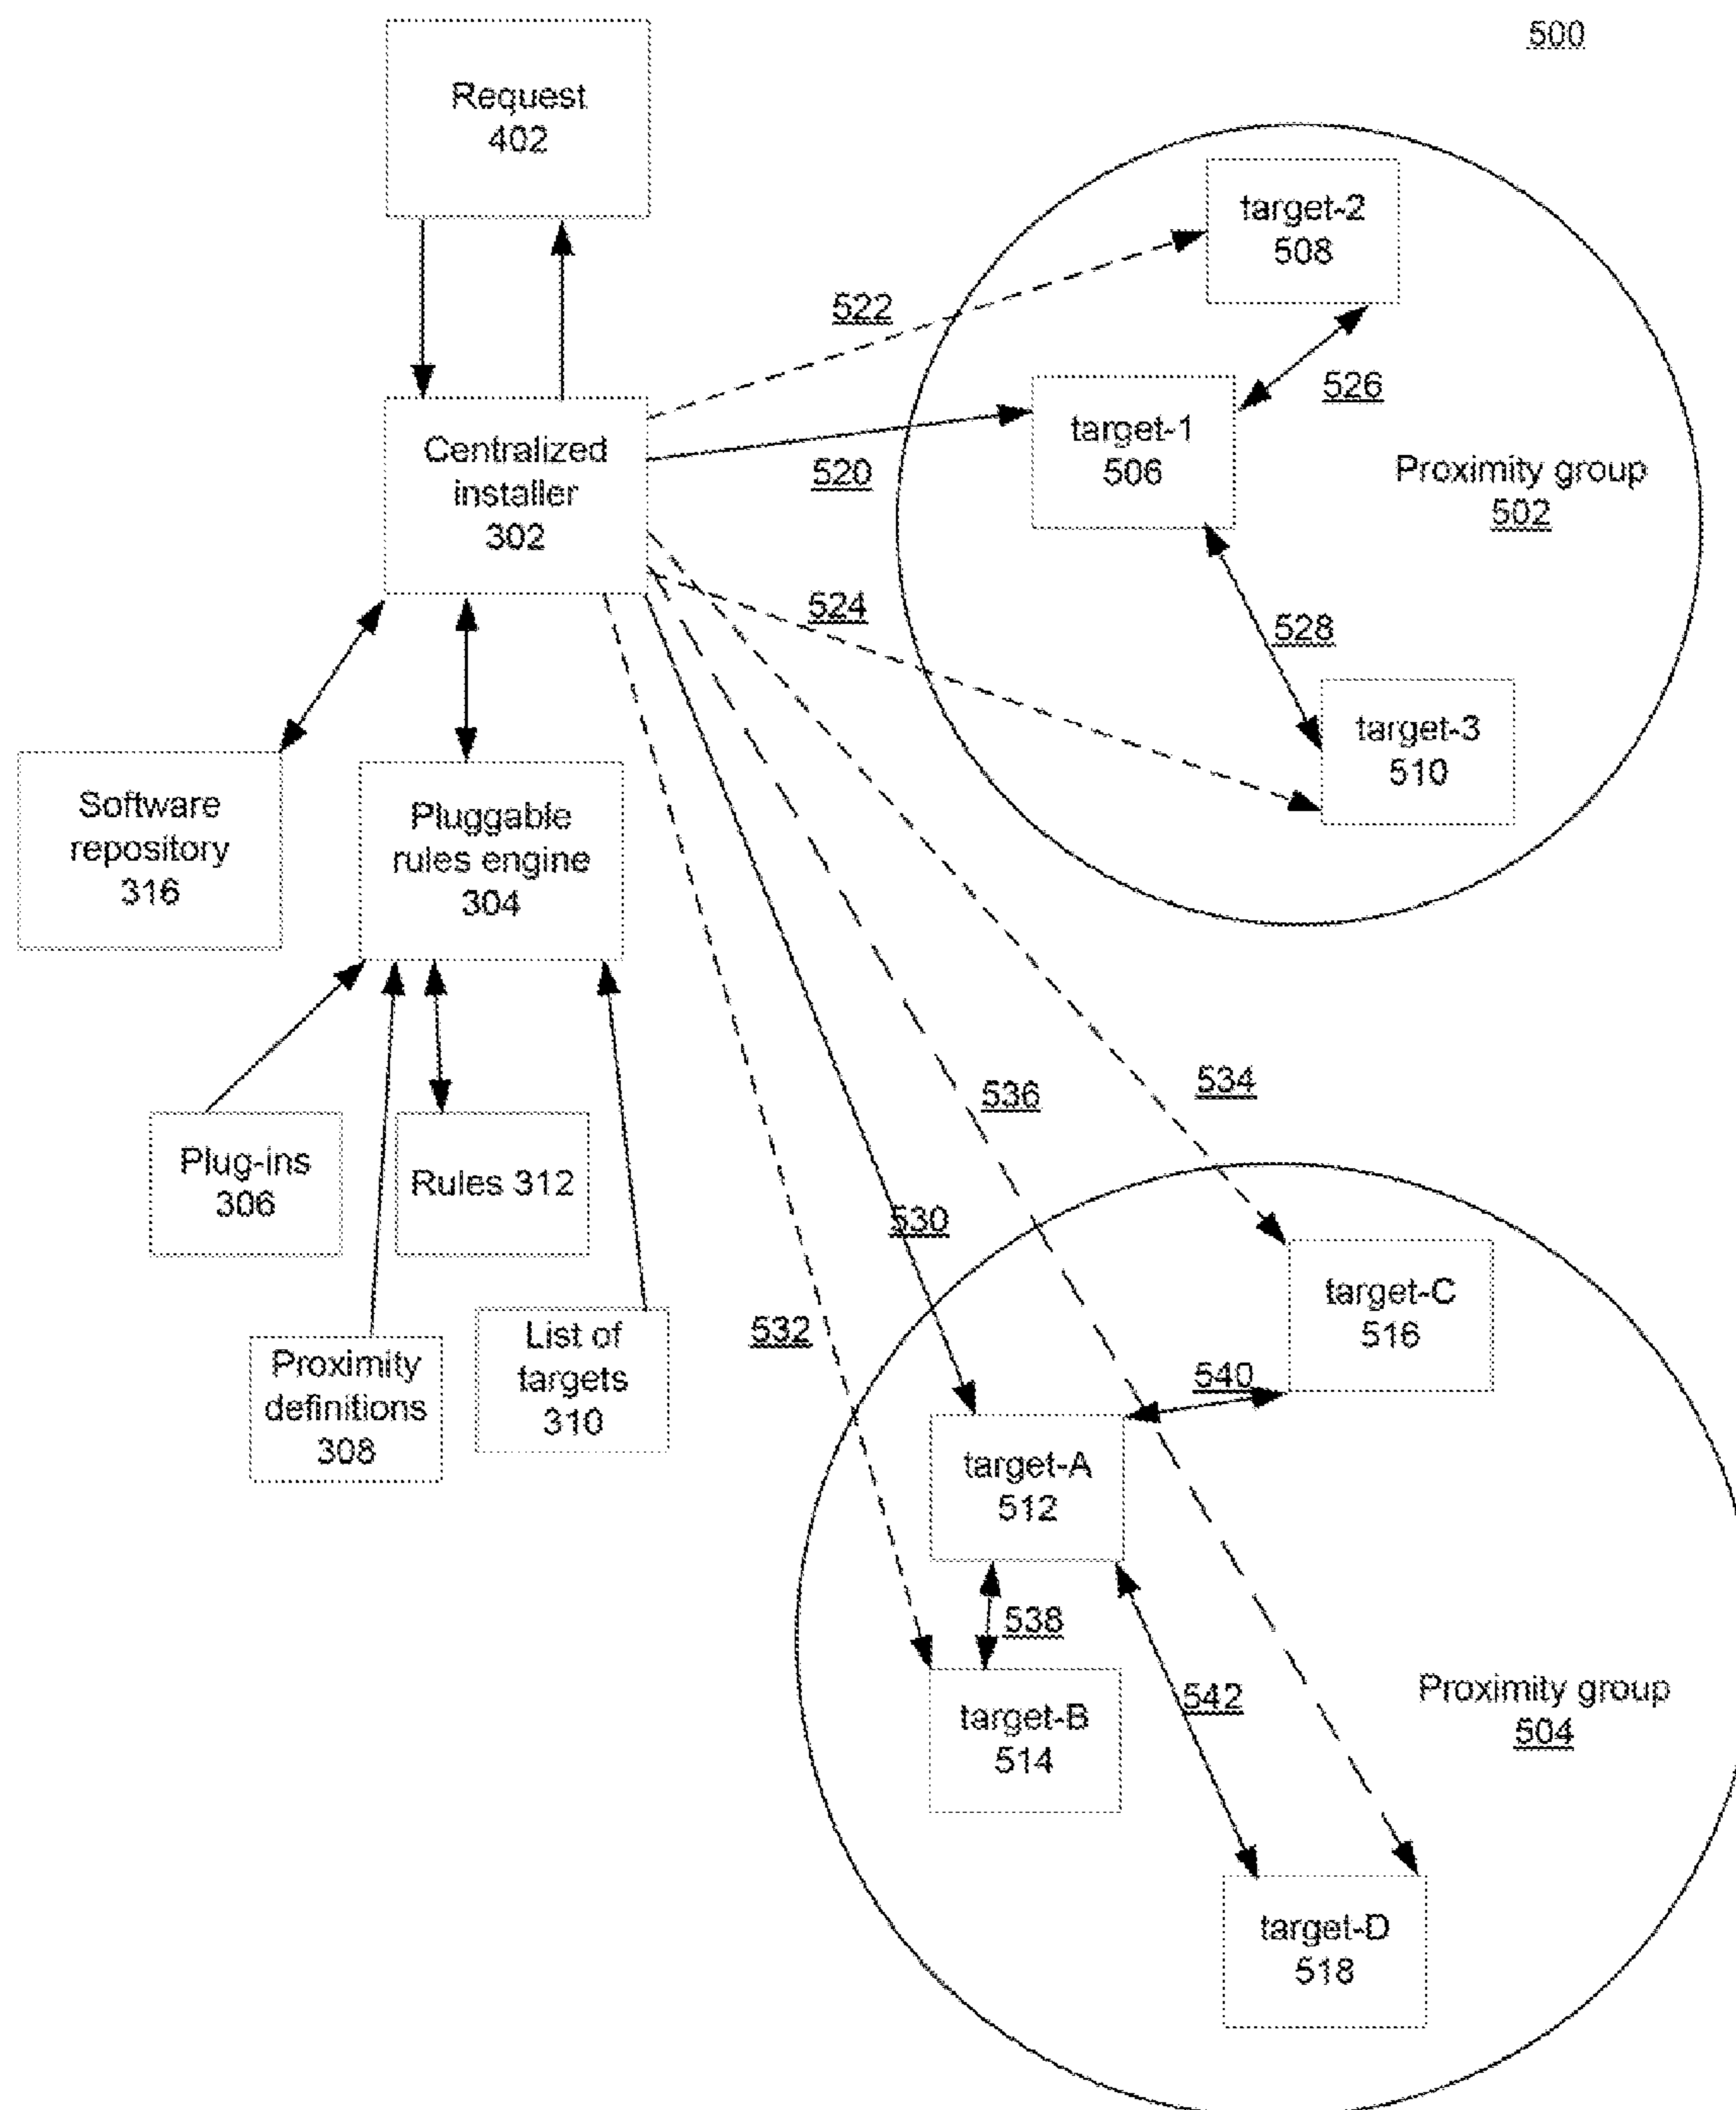 500
Request
402
target-2
508
522
526
target-1
506
Centralized
installer
302
520
Proximity group
502
524
528
target-3
510
Software
repository
316
Pluggable
rules engine
304
536
534
Plug-ins
306
Rules 312
530
target-C
516
532
List of
targets
310
Proximity
definitions
308
540
target-A
512
538
542
Proximity group
504
target-B
514
target-D
518